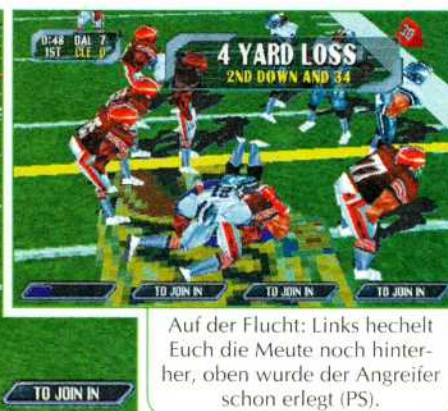 0:48 DAL 7
1ST CLE 0
30
4 YARD LOSS
2ND DOWN AND 34
TO JOIN IN
TO JOIN IN
TO JOIN IN
TO JOIN IN
Auf der Flucht: Links hechelt
Euch die Meute noch hinter-
her, oben wurde der Angreifer
schon erlegt (PS).